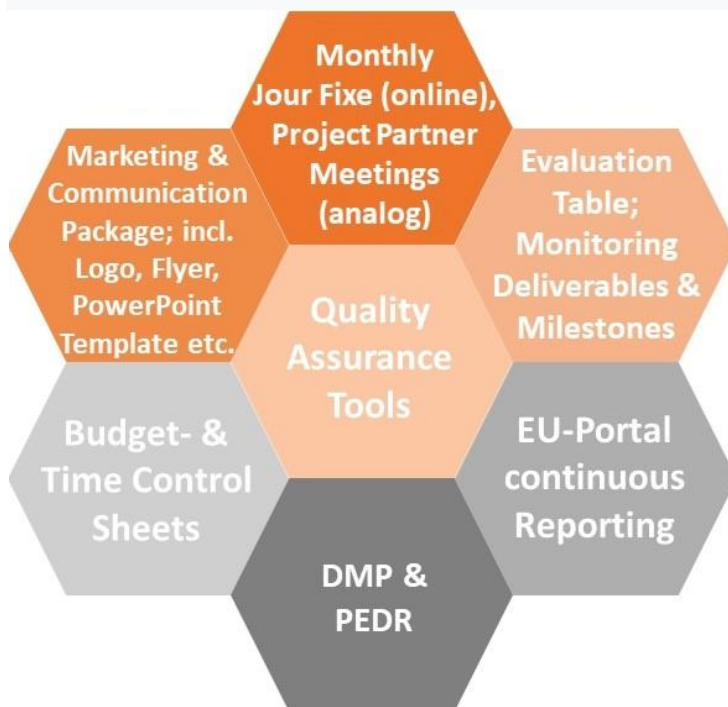 Monthly
Jour Fixe (online),
Project Partner
Meetings
(analog)
Marketing &
Communication
Package; incl.
Logo, Flyer,
PowerPoint
Template etc.
Evaluation
Table;
Monitoring
Deliverables &
Milestones
Quality
Assurance
Tools
Budget- &
Time Control
Sheets
EU-Portal
continuous
Reporting
DMP &
PEDR